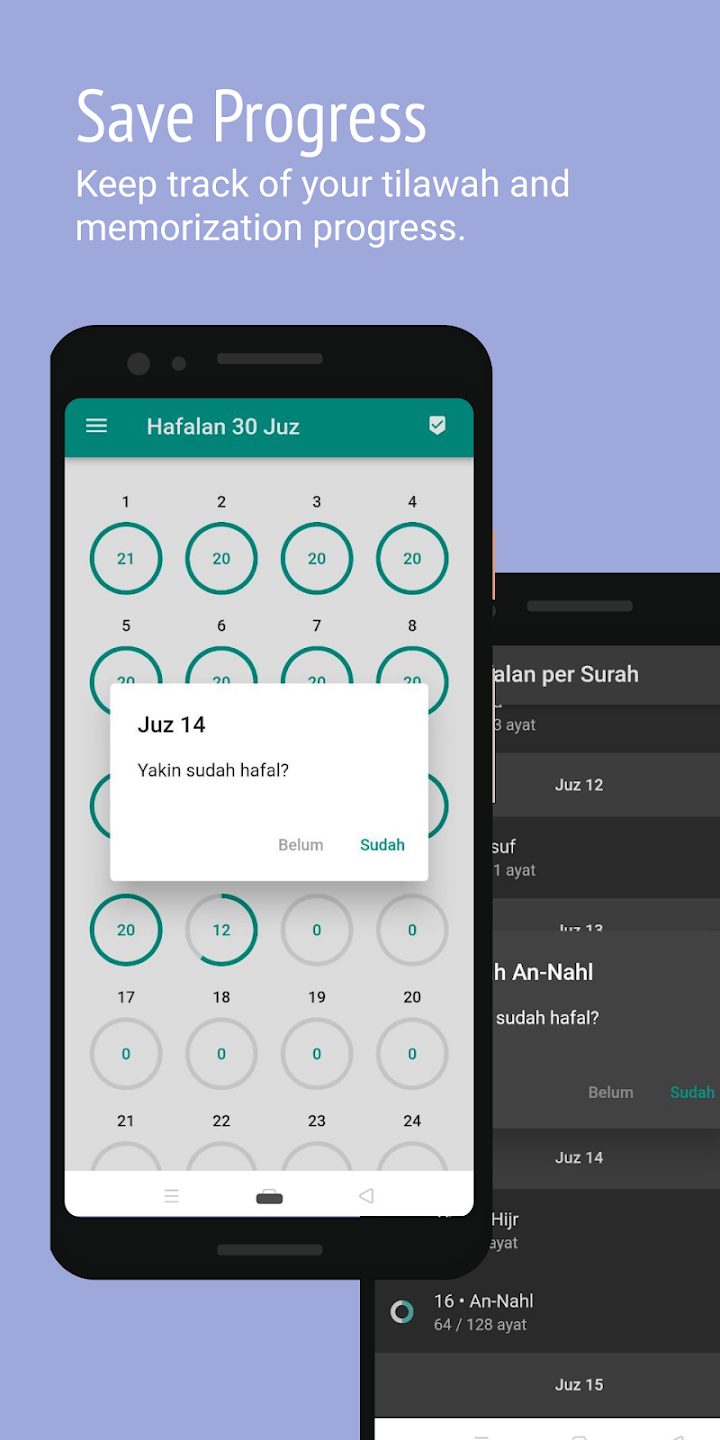 Save Progress
Keep track of your tilawah and
memorization progress.
Hafalan 30 Juz
1 2 3 4
21 20 20 20
5 6 7 8
20 20 20 20
Juz 14
Yakin sudah hafal?
Belum Sudah
20 12 0 0
17 18 19 20
0 0 0 0
21 22 23 24
alan per Surah
3 ayat
Juz 12
suf
1 ayat
Juz 13
h An-Nahl
sudah hafal?
Belum Sudah
Juz 14
Hijr
ayat
16 • An-Nahl
64 / 128 ayat
Juz 15